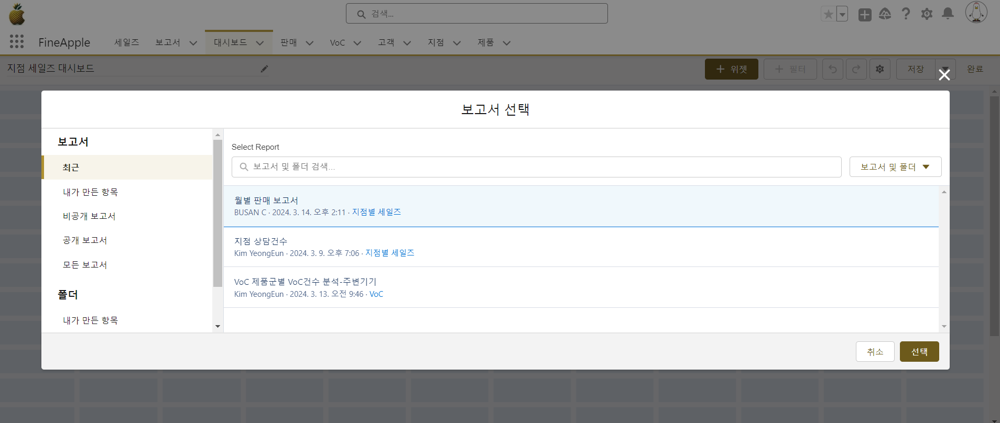 검색...
FineApple 세일즈 보고서 대시보드 판매 VoC 고객 지점 제품
지점 세일즈 대시보드
위젯 필터 저장 완료
보고서 선택
보고서
최근
내가 만든 항목
비공개 보고서
공개 보고서
모든 보고서
폴더
내가 만든 항목
Select Report
보고서 및 폴더 검색...
보고서 및 폴더
월별 판매 보고서
BUSAN C · 2024. 3. 14. 오후 2:11 · 지점별 세일즈
지점 상담건수
Kim YeongEun · 2024. 3. 9. 오후 7:06 · 지점별 세일즈
VoC 제품군별 VoC건수 분석-주변기기
Kim YeongEun · 2024. 3. 13. 오전 9:46 · VoC
취소 선택